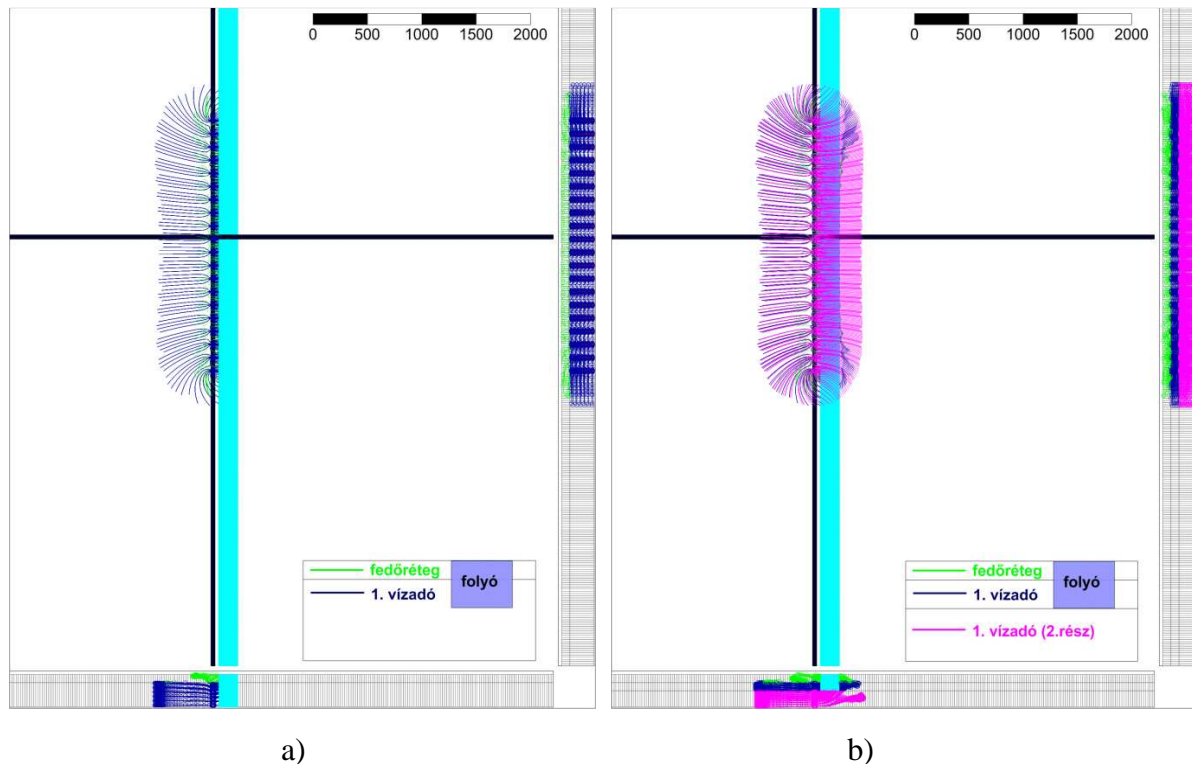 0 500 1000 1500 2000
fedőréteg
folyó
1. vízadó
a)
0 500 1000 1500 2000
fedőréteg
folyó
1. vízadó
1. vízadó (2.rész)
b)